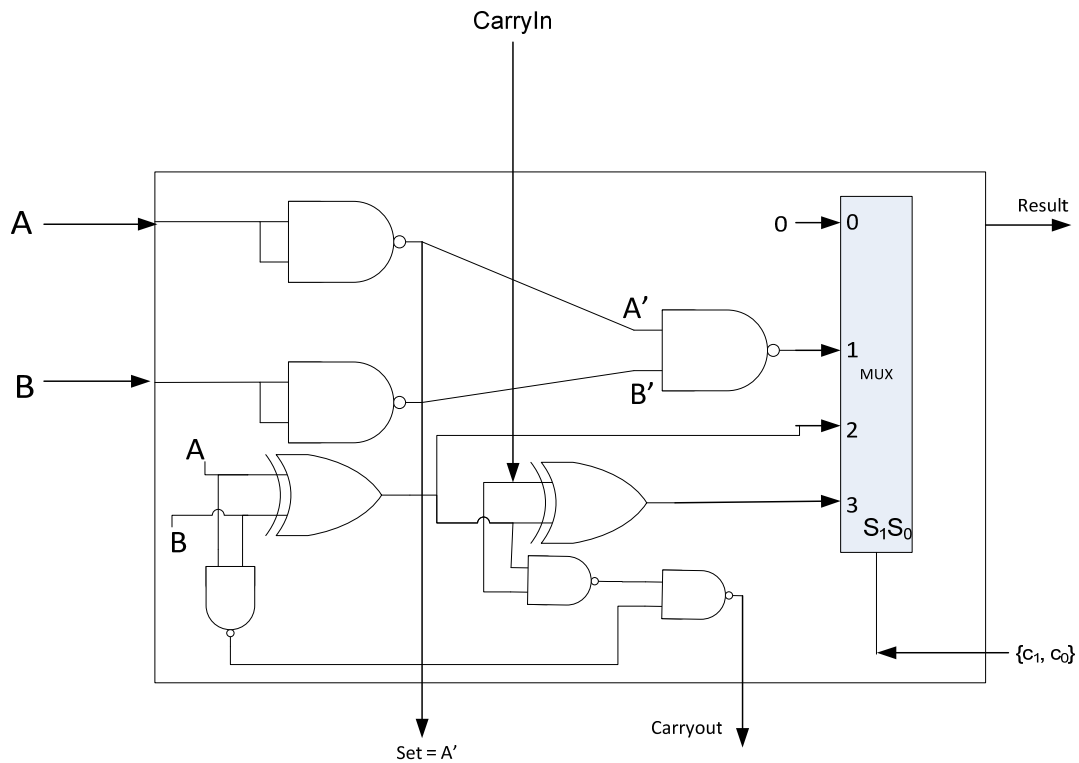 CarryIn
A
Result
0
0
A’
1
MUX
B
B’
2
A
3
S1S0
B
{c1, c0}
Carryout
Set = A’